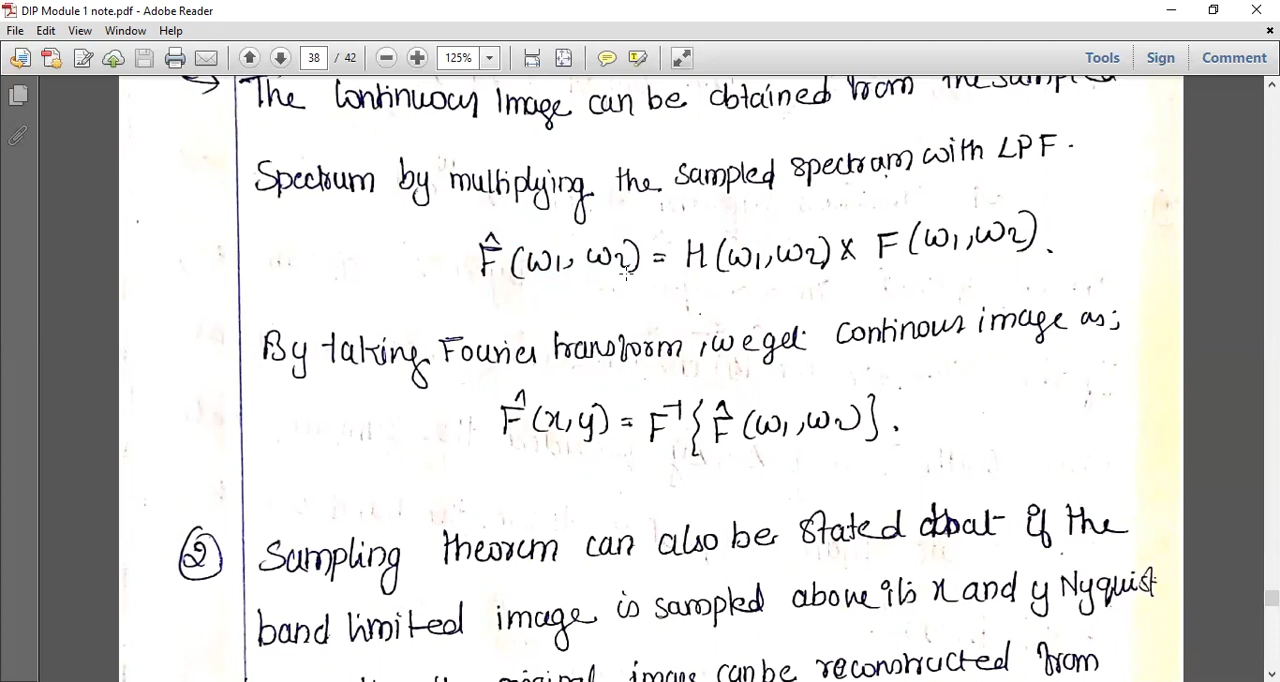 DIP Module 1 note.pdf - Adobe Reader
File Edit View Window Help
38 / 42 125% Tools Sign Comment
The Continuous Image can be obtained from the sampled
Spectrum by multiplying the sampled spectrum with LPF.
F̂(ω1, ω2) = H(ω1, ω2) × F(ω1, ω2).
By taking Fourier transform, we get continous image as;
F̂(x,y) = F⁻¹{F̂(ω1, ω2)}.
② Sampling theorem can also be stated that if the
band limited image is sampled above its x and y Nyquist
original image can be reconstructed from